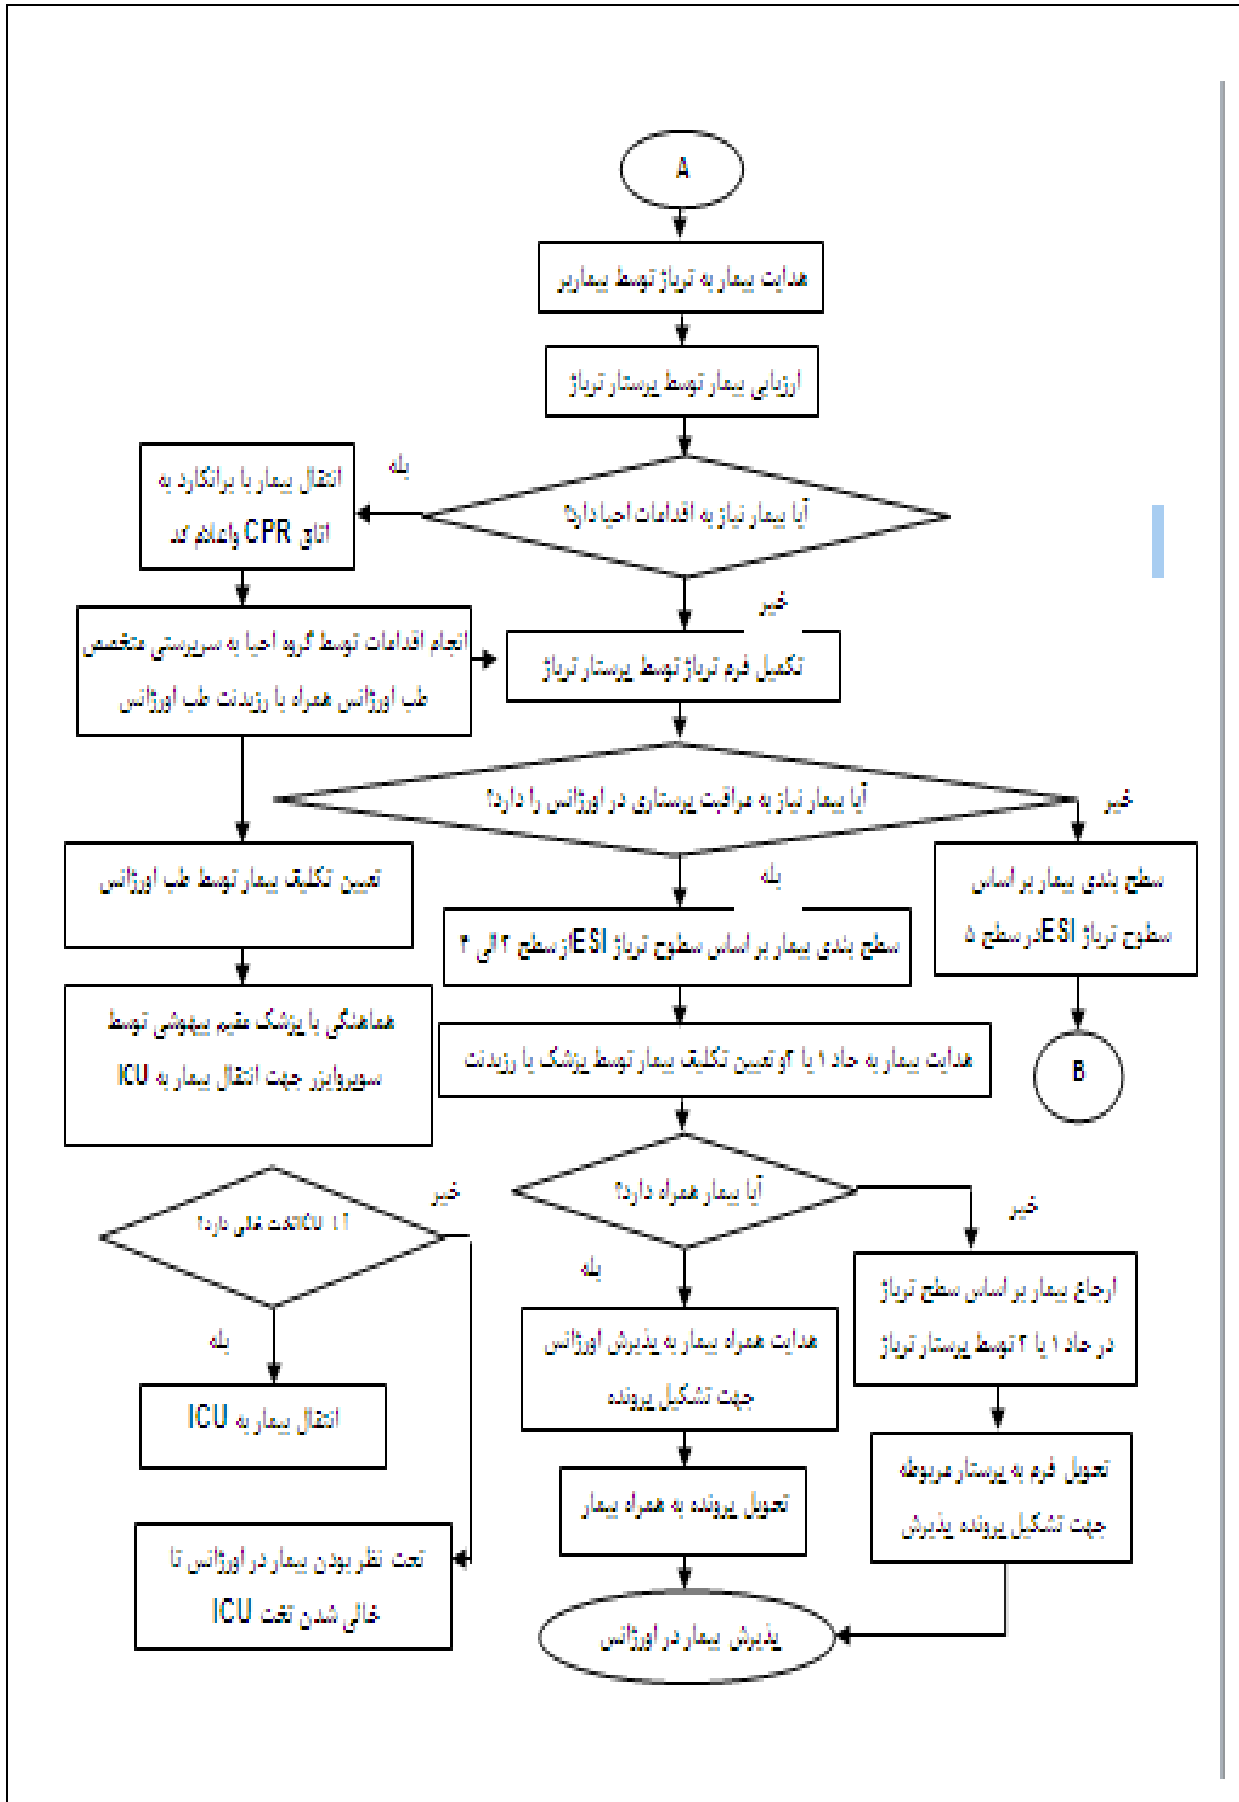 A
هدایت بیمار به تریاژ توسط بیماربر
ارزیابی بیمار توسط پرستار تریاژ
آیا بیمار نیاز به اقدامات احیا دارد؟
بله
انتقال بیمار با برانکارد به
اتاق CPR واعلام کد
خیر
انجام اقدامات توسط گروه احیا به سرپرستی متخصص
طب اورژانس همراه با رزیدنت طب اورژانس
تکمیل فرم تریاژ توسط پرستار تریاژ
آیا بیمار نیاز به مراقبت پرستاری در اورژانس را دارد؟
خیر
بله
تعیین تکلیف بیمار توسط طب اورژانس
سطح بندی بیمار بر اساس سطوح تریاژ ESIاز سطح ۲ الی ۴
سطح بندی بیمار بر اساس
سطوح تریاژ ESIدر سطح ۵
هماهنگی با پزشک مقیم بیهوشی توسط
سوپروایزر جهت انتقال بیمار به ICU
هدایت بیمار به حاد ۱ یا ۲و تعیین تکلیف بیمار توسط پزشک یا رزیدنت
B
آیا بیمار همراه دارد؟
خیر
بله
ICUتخت خالی دارد؟
خیر
بله
ارجاع بیمار بر اساس سطح تریاژ
در حاد ۱ یا ۲ توسط پرستار تریاژ
هدایت همراه بیمار به پذیرش اورژانس
جهت تشکیل پرونده
انتقال بیمار به ICU
تحویل فرم به پرستار مربوطه
جهت تشکیل پرونده پذیرش
تحویل پرونده به همراه بیمار
تحت نظر بودن بیمار در اورژانس تا
خالی شدن تخت ICU
پذیرش بیمار در اورژانس